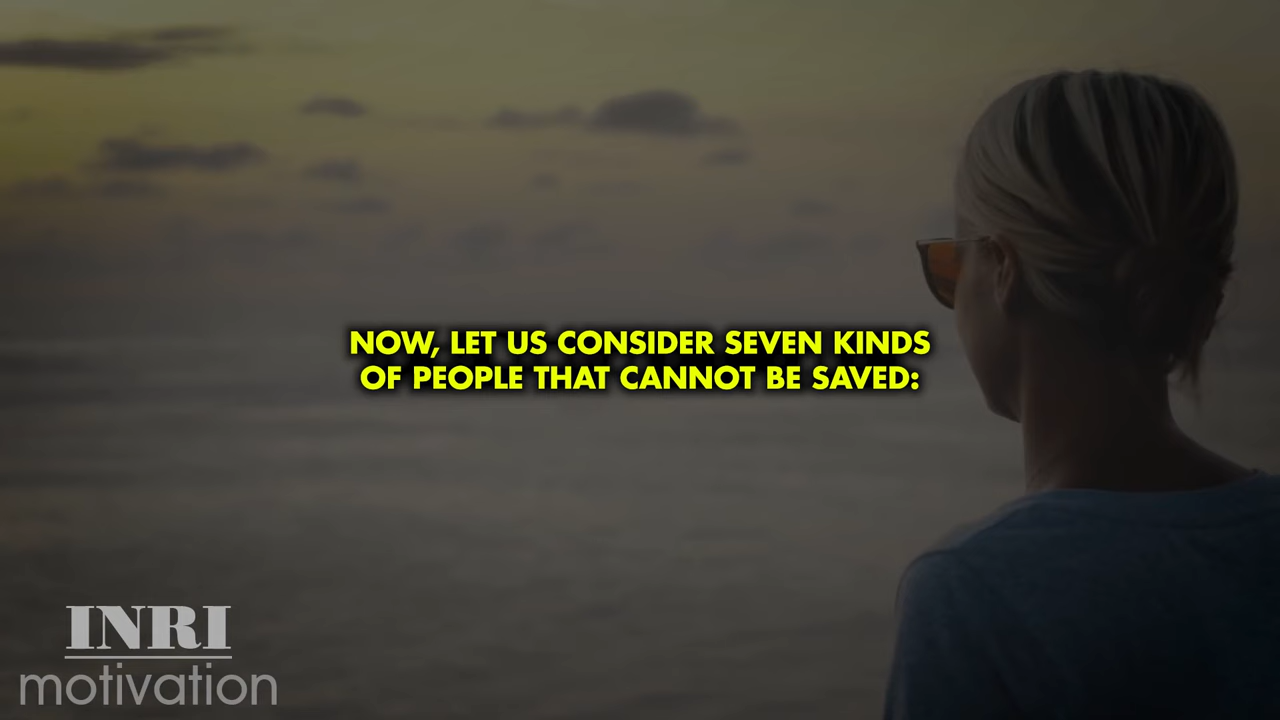 NOW, LET US CONSIDER SEVEN KINDS
OF PEOPLE THAT CANNOT BE SAVED:
INRI
motivation